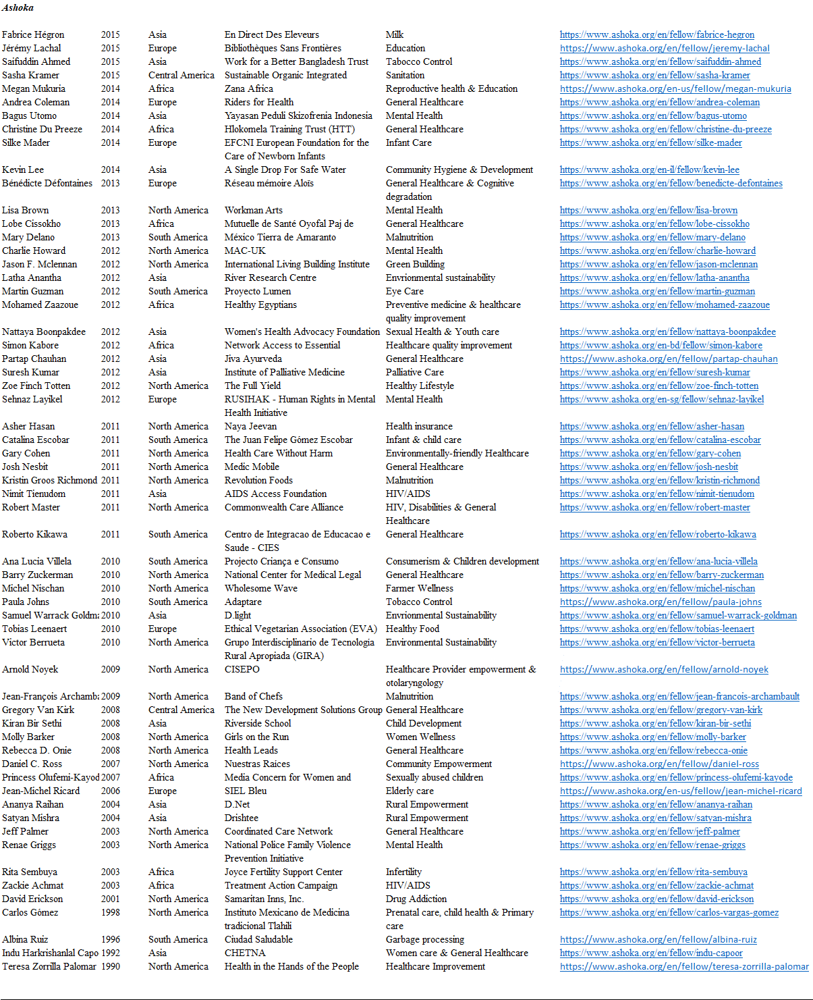 Ashoka
Fabrice Hégron 2015 Asia En Direct Des Eleveurs Milk https://www.ashoka.org/en/fellow/fabrice-hegron
Jérémy Lachal 2015 Europe Bibliothèques Sans Frontières Education https://www.ashoka.org/en/fellow/jeremy-lachal
Saifuddin Ahmed 2015 Asia Work for a Better Bangladesh Trust Tabocco Control https://www.ashoka.org/en/fellow/saifuddin-ahmed
Sasha Kramer 2015 Central America Sustainable Organic Integrated Sanitation https://www.ashoka.org/en/fellow/sasha-kramer
Megan Mukuria 2014 Africa Zana Africa Reproductive health & Education https://www.ashoka.org/en-us/fellow/megan-mukuria
Andrea Coleman 2014 Europe Riders for Health General Healthcare https://www.ashoka.org/en/fellow/andrea-coleman
Bagus Utomo 2014 Asia Yayasan Peduli Skizofrenia Indonesia Mental Health https://www.ashoka.org/en/fellow/bagus-utomo
Christine Du Preeze 2014 Africa Hlokomela Training Trust (HTT) General Healthcare https://www.ashoka.org/en/fellow/christine-du-preeze
Silke Mader 2014 Europe EFCNI European Foundation for the Infant Care https://www.ashoka.org/en/fellow/silke-mader
Care of Newborn Infants
Kevin Lee 2014 Asia A Single Drop For Safe Water Community Hygiene & Development https://www.ashoka.org/en-il/fellow/kevin-lee
Bénédicte Défontaines 2013 Europe Réseau mémoire Aloïs General Healthcare & Cognitive https://www.ashoka.org/en/fellow/benedicte-defontaines
degradation
Lisa Brown 2013 North America Workman Arts Mental Health https://www.ashoka.org/en/fellow/lisa-brown
Lobe Cissokho 2013 Africa Mutuelle de Santé Oyofal Paj de General Healthcare https://www.ashoka.org/en/fellow/lobe-cissokho
Mary Delano 2013 South America México Tierra de Amaranto Malnutrition https://www.ashoka.org/en/fellow/mary-delano
Charlie Howard 2012 North America MAC-UK Mental Health https://www.ashoka.org/en/fellow/charlie-howard
Jason F. Mclennan 2012 North America International Living Building Institute Green Building https://www.ashoka.org/en/fellow/jason-mclennan
Latha Anantha 2012 Asia River Research Centre Envrionmental sustainability https://www.ashoka.org/en/fellow/latha-anantha
Martin Guzman 2012 South America Proyecto Lumen Eye Care https://www.ashoka.org/en/fellow/martin-guzman
Mohamed Zaazoue 2012 Africa Healthy Egyptians Preventive medicine & healthcare https://www.ashoka.org/en/fellow/mohamed-zaazoue
quality improvement
Nattaya Boonpakdee 2012 Asia Women's Health Advocacy Foundation Sexual Health & Youth care https://www.ashoka.org/en/fellow/nattaya-boonpakdee
Simon Kabore 2012 Africa Network Access to Essential Healthcare quality improvement https://www.ashoka.org/en-bd/fellow/simon-kabore
Partap Chauhan 2012 Asia Jiva Ayurveda General Healthcare https://www.ashoka.org/en/fellow/partap-chauhan
Suresh Kumar 2012 Asia Institute of Palliative Medicine Palliative Care https://www.ashoka.org/en/fellow/suresh-kumar
Zoe Finch Totten 2012 North America The Full Yield Healthy Lifestyle https://www.ashoka.org/en/fellow/zoe-finch-totten
Sehnaz Layikel 2012 Europe RUSIHAK - Human Rights in Mental Mental Health https://www.ashoka.org/en-sg/fellow/sehnaz-layikel
Health Initiative
Asher Hasan 2011 North America Naya Jeevan Health insurance https://www.ashoka.org/en/fellow/asher-hasan
Catalina Escobar 2011 South America The Juan Felipe Gómez Escobar Infant & child care https://www.ashoka.org/en/fellow/catalina-escobar
Gary Cohen 2011 North America Health Care Without Harm Environmentally-friendly Healthcare https://www.ashoka.org/en/fellow/gary-cohen
Josh Nesbit 2011 North America Medic Mobile General Healthcare https://www.ashoka.org/en/fellow/josh-nesbit
Kristin Groos Richmond 2011 North America Revolution Foods Malnutrition https://www.ashoka.org/en/fellow/kristin-richmond
Nimit Tienudom 2011 Asia AIDS Access Foundation HIV/AIDS https://www.ashoka.org/en/fellow/nimit-tienudom
Robert Master 2011 North America Commonwealth Care Alliance HIV, Disabilities & General https://www.ashoka.org/en/fellow/robert-master
Healthcare
Roberto Kikawa 2011 South America Centro de Integracao de Educacao e General Healthcare https://www.ashoka.org/en/fellow/roberto-kikawa
Saude - CIES
Ana Lucia Villela 2010 South America Projecto Criança e Consumo Consumerism & Children development https://www.ashoka.org/en/fellow/ana-lucia-villela
Barry Zuckerman 2010 North America National Center for Medical Legal General Healthcare https://www.ashoka.org/en/fellow/barry-zuckerman
Michel Nischan 2010 North America Wholesome Wave Farmer Wellness https://www.ashoka.org/en/fellow/michel-nischan
Paula Johns 2010 South America Adaptare Tobacco Control https://www.ashoka.org/en/fellow/paula-johns
Samuel Warrack Goldma 2010 Asia D.light Envrionmental Sustainability https://www.ashoka.org/en/fellow/samuel-warrack-goldman
Tobias Leenaert 2010 Europe Ethical Vegetarian Association (EVA) Healthy Food https://www.ashoka.org/en/fellow/tobias-leenaert
Victor Berrueta 2010 North America Grupo Interdisciplinario de Tecnologia Environmental Sustainability https://www.ashoka.org/en/fellow/victor-berrueta
Rural Apropiada (GIRA)
Arnold Noyek 2009 North America CISEPO Healthcare Provider empowerment & https://www.ashoka.org/en/fellow/arnold-noyek
otolaryngology
Jean-François Archamba 2009 North America Band of Chefs Malnutrition https://www.ashoka.org/en/fellow/jean-francois-archambault
Gregory Van Kirk 2008 Central America The New Development Solutions Group General Healthcare https://www.ashoka.org/en/fellow/gregory-van-kirk
Kiran Bir Sethi 2008 Asia Riverside School Child Development https://www.ashoka.org/en/fellow/kiran-bir-sethi
Molly Barker 2008 North America Girls on the Run Women Wellness https://www.ashoka.org/en/fellow/molly-barker
Rebecca D. Onie 2008 North America Health Leads General Healthcare https://www.ashoka.org/en/fellow/rebecca-onie
Daniel C. Ross 2007 North America Nuestras Raíces Community Empowerment https://www.ashoka.org/en/fellow/daniel-ross
Princess Olufemi-Kayod 2007 Africa Media Concern for Women and Sexually abused children https://www.ashoka.org/en/fellow/princess-olufemi-kayode
Jean-Michel Ricard 2006 Europe SIEL Bleu Elderly care https://www.ashoka.org/en-us/fellow/jean-michel-ricard
Ananya Raihan 2004 Asia D.Net Rural Empowerment https://www.ashoka.org/en/fellow/ananya-raihan
Satyan Mishra 2004 Asia Drishtee Rural Empowerment https://www.ashoka.org/en/fellow/satyan-mishra
Jeff Palmer 2003 North America Coordinated Care Network General Healthcare https://www.ashoka.org/en/fellow/jeff-palmer
Renae Griggs 2003 North America National Police Family Violence Mental Health https://www.ashoka.org/en/fellow/renae-griggs
Prevention Initiative
Rita Sembuya 2003 Africa Joyce Fertility Support Center Infertility https://www.ashoka.org/en/fellow/rita-sembuya
Zackie Achmat 2003 Africa Treatment Action Campaign HIV/AIDS https://www.ashoka.org/en/fellow/zackie-achmat
David Erickson 2001 North America Samaritan Inns, Inc. Drug Addiction https://www.ashoka.org/en/fellow/david-erickson
Carlos Gómez 1998 North America Instituto Mexicano de Medicina Prenatal care, child health & Primary https://www.ashoka.org/en/fellow/carlos-vargas-gomez
tradicional Tlahili care
Albina Ruiz 1996 South America Ciudad Saludable Garbage processing https://www.ashoka.org/en/fellow/albina-ruiz
Indu Harkrishanlal Capo 1992 Asia CHETNA Women care & General Healthcare https://www.ashoka.org/en/fellow/indu-capoor
Teresa Zorrilla Palomar 1990 North America Health in the Hands of the People Healthcare Improvement https://www.ashoka.org/en/fellow/teresa-zorrilla-palomar